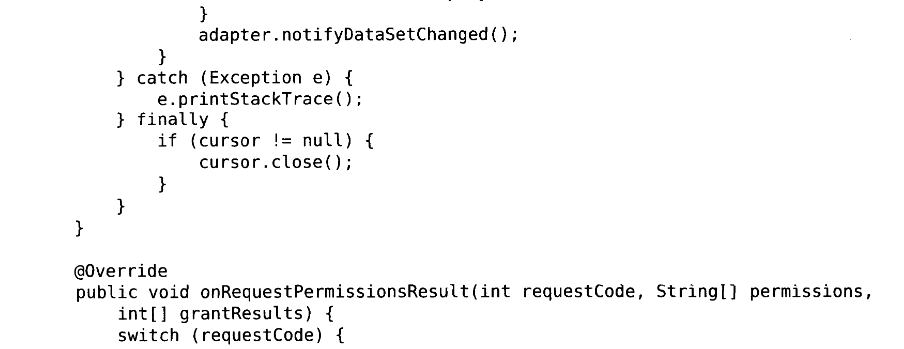 }
            adapter.notifyDataSetChanged();
        }
    } catch (Exception e) {
        e.printStackTrace();
    } finally {
        if (cursor != null) {
            cursor.close();
        }
    }
}

@Override
public void onRequestPermissionsResult(int requestCode, String[] permissions,
    int[] grantResults) {
    switch (requestCode) {